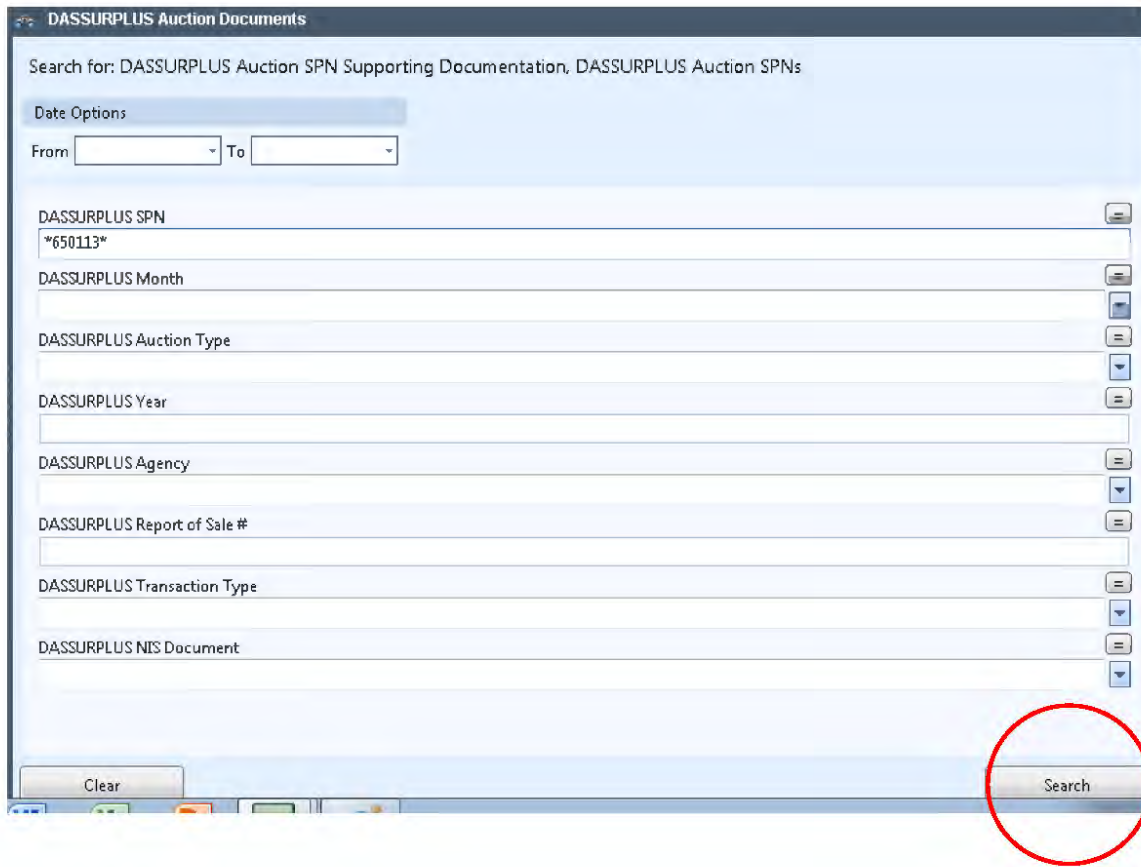 DASSURPLUS Auction Documents
Search for: DASSURPLUS Auction SPN Supporting Documentation, DASSURPLUS Auction SPNs
Date Options
From To
DASSURPLUS SPN
=
*650113*
DASSURPLUS Month
=
DASSURPLUS Auction Type
=
DASSURPLUS Year
=
DASSURPLUS Agency
=
DASSURPLUS Report of Sale #
=
DASSURPLUS Transaction Type
=
DASSURPLUS NIS Document
=
Clear Search